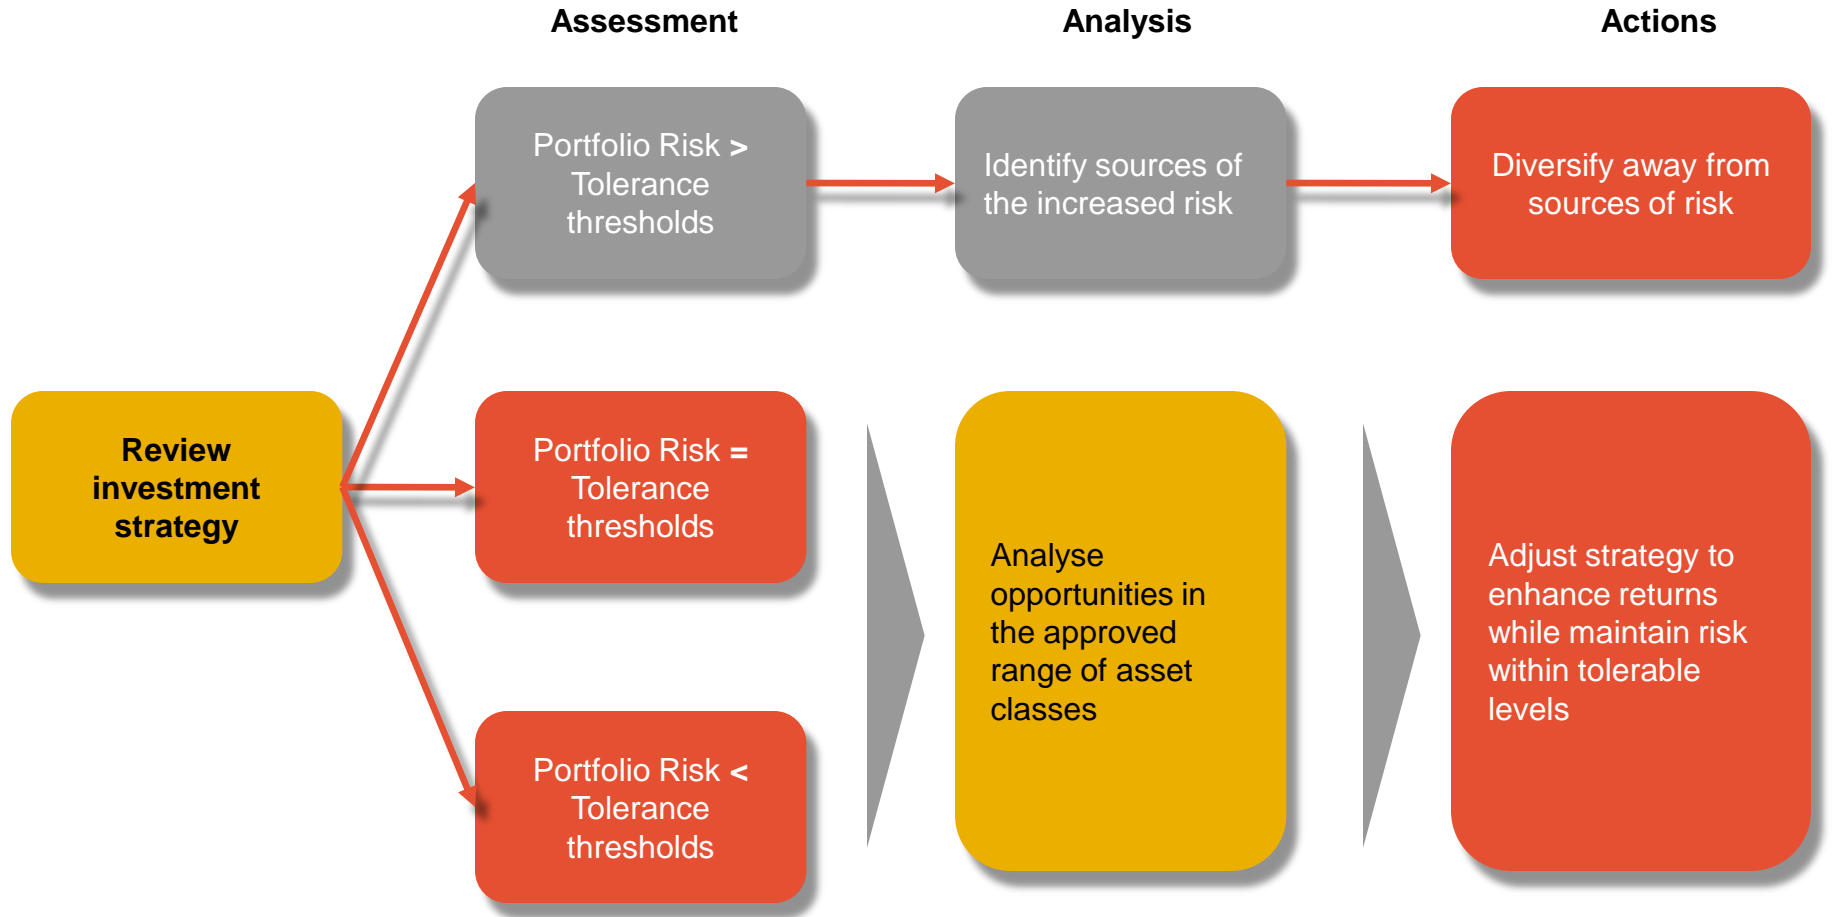 Assessment
Analysis
Actions
Portfolio Risk >
Tolerance
thresholds
Identify sources of
the increased risk
Diversify away from
sources of risk
Review
investment
strategy
Portfolio Risk =
Tolerance
thresholds
Portfolio Risk <
Tolerance
thresholds
Analyse
opportunities in
the approved
range of asset
classes
Adjust strategy to
enhance returns
while maintain risk
within tolerable
levels